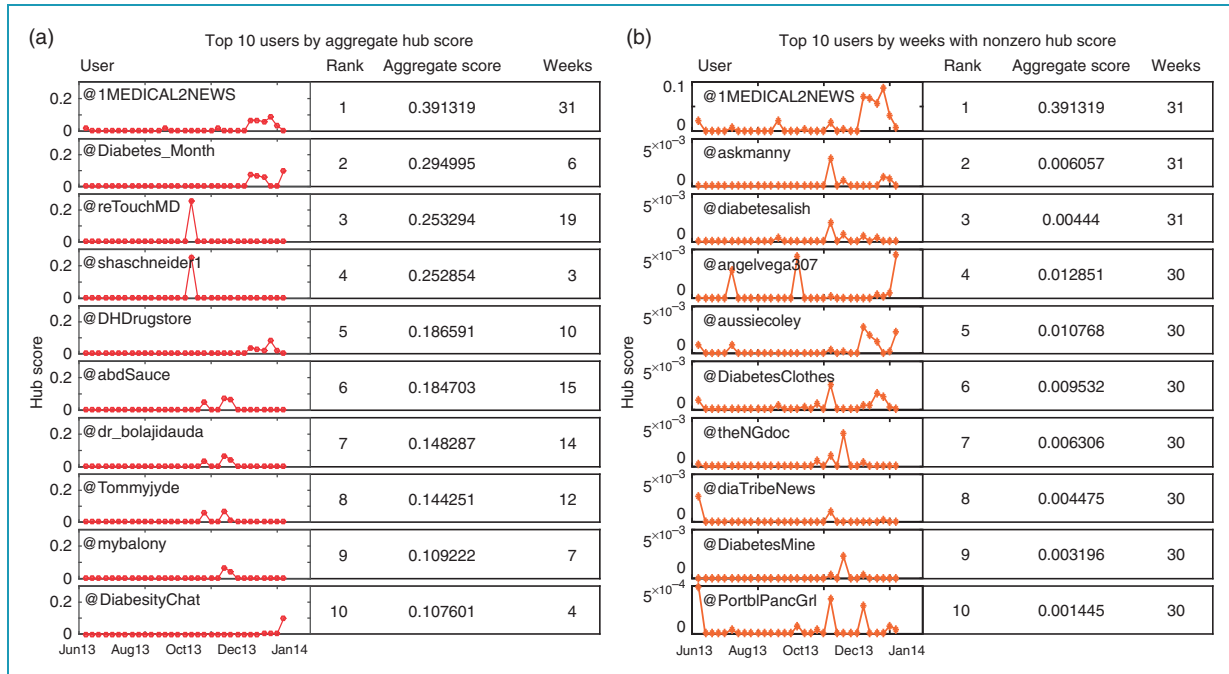 (a)
Top 10 users by aggregate hub score
User Rank Aggregate score Weeks
0.2 @1MEDICAL2NEWS 1 0.391319 31
0
0.2 @Diabetes_Month 2 0.294995 6
0
0.2 @reTouchMD 3 0.253294 19
0
0.2 @shaschneider1 4 0.252854 3
0
0.2 @DHDrugstore 5 0.186591 10
0
0.2 @abdSauce 6 0.184703 15
0
0.2 @dr_bolajidauda 7 0.148287 14
0
0.2 @Tommyjyde 8 0.144251 12
0
0.2 @mybalony 9 0.109222 7
0
0.2 @DiabesityChat 10 0.107601 4
0
Hub score
Jun13 Aug13 Oct13 Dec13 Jan14
(b)
Top 10 users by weeks with nonzero hub score
User Rank Aggregate score Weeks
0.1 @1MEDICAL2NEWS 1 0.391319 31
0
5×10⁻³ @askmanny 2 0.006057 31
0
5×10⁻³ @diabetesalish 3 0.00444 31
0
5×10⁻³ @angelvega307 4 0.012851 30
0
5×10⁻³ @aussiecoley 5 0.010768 30
0
5×10⁻³ @DiabetesClothes 6 0.009532 30
0
5×10⁻³ @theNGdoc 7 0.006306 30
0
5×10⁻³ @diaTribeNews 8 0.004475 30
0
5×10⁻³ @DiabetesMine 9 0.003196 30
0
5×10⁻⁴ @PortblPancGrl 10 0.001445 30
0
Hub score
Jun13 Aug13 Oct13 Dec13 Jan14